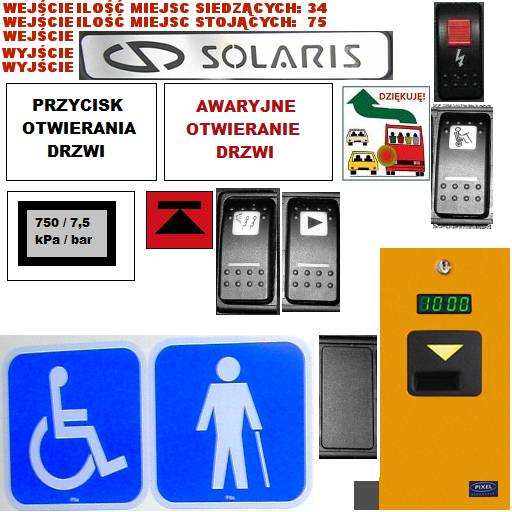 WEJŚCIE ILOŚĆ MIEJSC SIEDZĄCYCH: 34
WEJŚCIE ILOŚĆ MIEJSC STOJĄCYCH: 75
WEJŚCIE
WYJŚCIE
WYJŚCIE
SOLARIS
PRZYCISK
OTWIERANIA
DRZWI
AWARYJNE
OTWIERANIE
DRZWI
DZIĘKUJĘ!
750 / 7,5
kPa / bar
1000
PIXEL